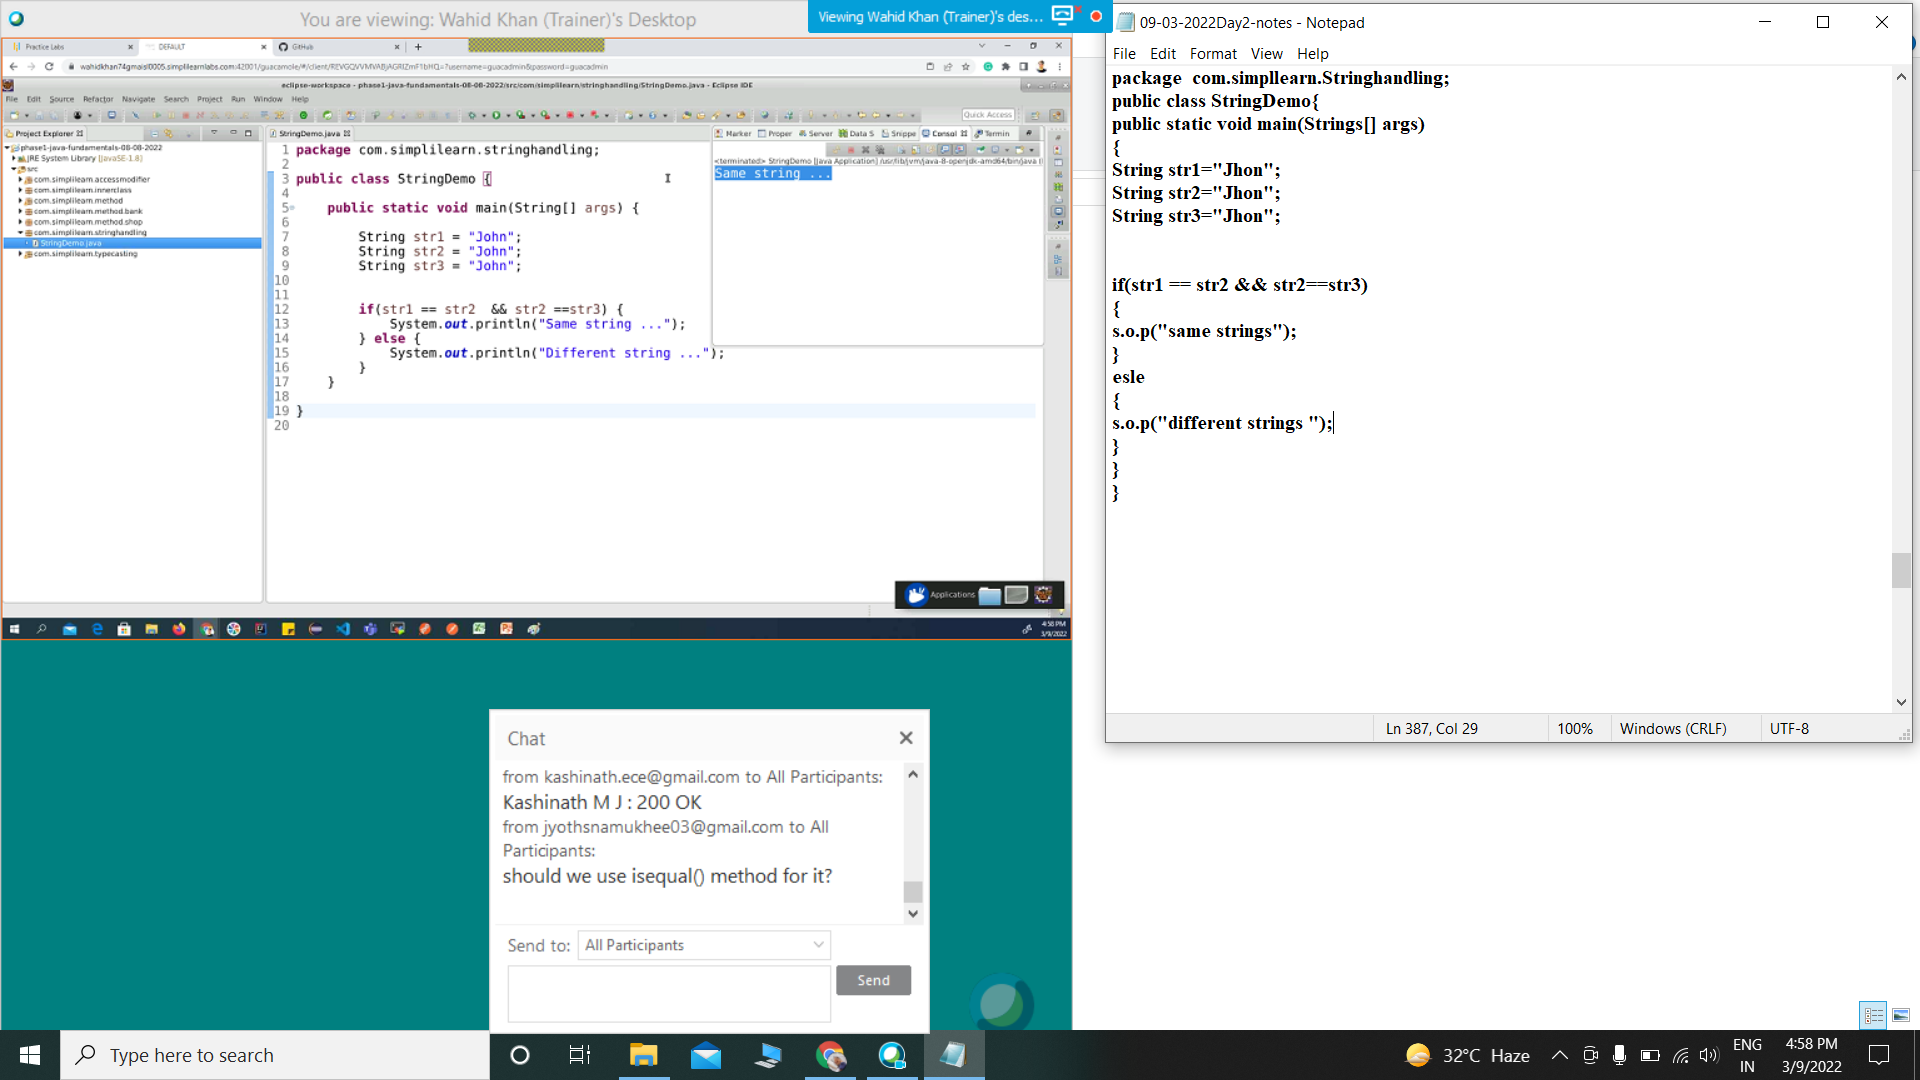 You are viewing: Wahid Khan (Trainer)'s Desktop
Viewing Wahid Khan (Trainer)'s des...
Practice Labs
DEFAULT
GitHub
eclipse-workspace - phase1-java-fundamentals-08-08-2022/src/com/simplilearn/stringhandling/StringDemo.java - Eclipse IDE
File Edit Source Refactor Navigate Search Project Run Window Help
Quick Access
Project Explorer
StringDemo.java
Marker Proper Server Data S Snippe Consol Termin
phase1-java-fundamentals-08-08-2022
JRE System Library [JavaSE-1.8]
src
com.simplilearn.accessmodifier
com.simplilearn.innerclass
com.simplilearn.method
com.simplilearn.method.bank
com.simplilearn.method.shop
com.simplilearn.stringhandling
StringDemo.java
com.simplilearn.typecasting
1 package com.simplilearn.stringhandling;
2
3 public class StringDemo {
4
5 public static void main(String[] args) {
6
7 String str1 = "John";
8 String str2 = "John";
9 String str3 = "John";
10
11
12 if(str1 == str2  && str2 ==str3) {
13 System.out.println("Same string ...");
14 } else {
15 System.out.println("Different string ...");
16 }
17 }
18
19 }
20
<terminated> StringDemo [Java Application] /usr/lib/jvm/java-8-openjdk-amd64/bin/java
Same string ...
Applications
4:58 PM
3/9/2022
Chat
from kashinath.ece@gmail.com to All Participants:
Kashinath M J : 200 OK
from jyothsnamukhee03@gmail.com to All
Participants:
should we use isequal() method for it?
Send to: All Participants
Send
09-03-2022Day2-notes - Notepad
File Edit Format View Help
package  com.simpllearn.Stringhandling;
public class StringDemo{
public static void main(Strings[] args)
{
String str1="Jhon";
String str2="Jhon";
String str3="Jhon";
if(str1 == str2 && str2==str3)
{
s.o.p("same strings");
}
esle
{
s.o.p("different strings ");
}
}
}
Ln 387, Col 29 100% Windows (CRLF) UTF-8
Type here to search
32°C Haze
ENG
IN
4:58 PM
3/9/2022